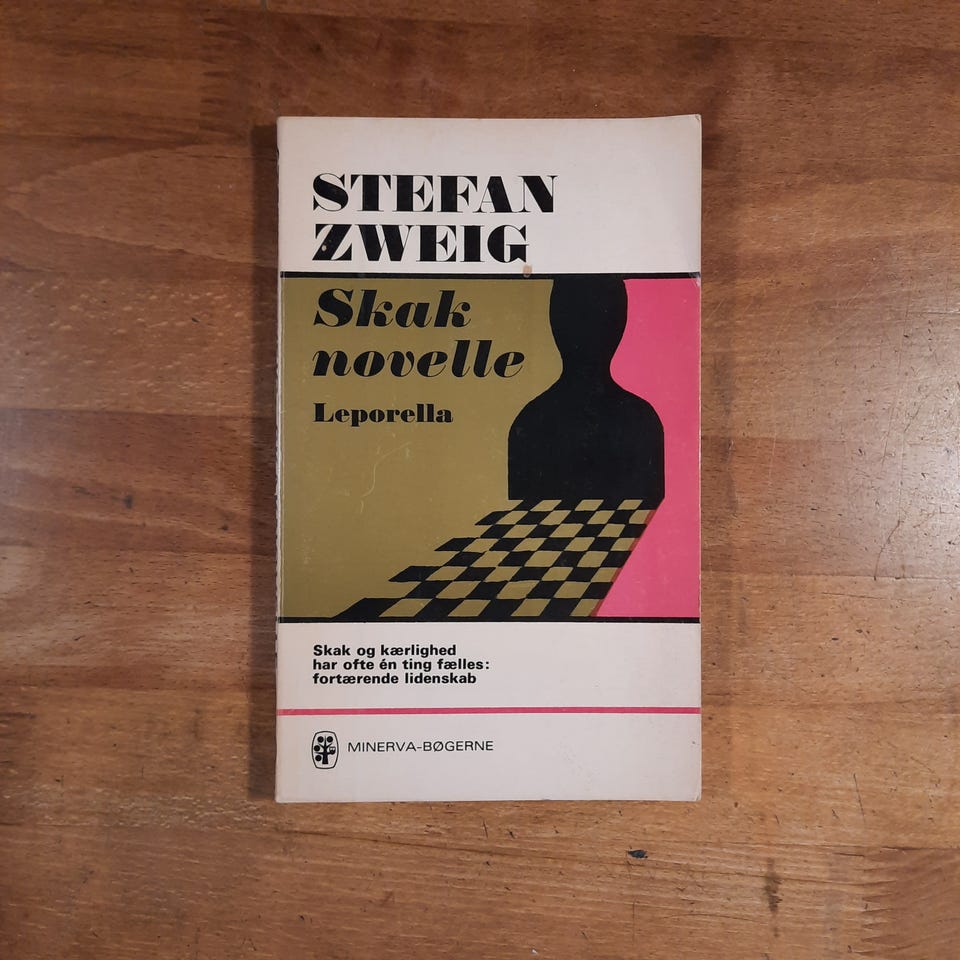 STEFAN
ZWEIG
Skak
novelle
Leporella
Skak og kærlighed
har ofte én ting fælles:
fortærende lidenskab
MINERVA-BØGERNE